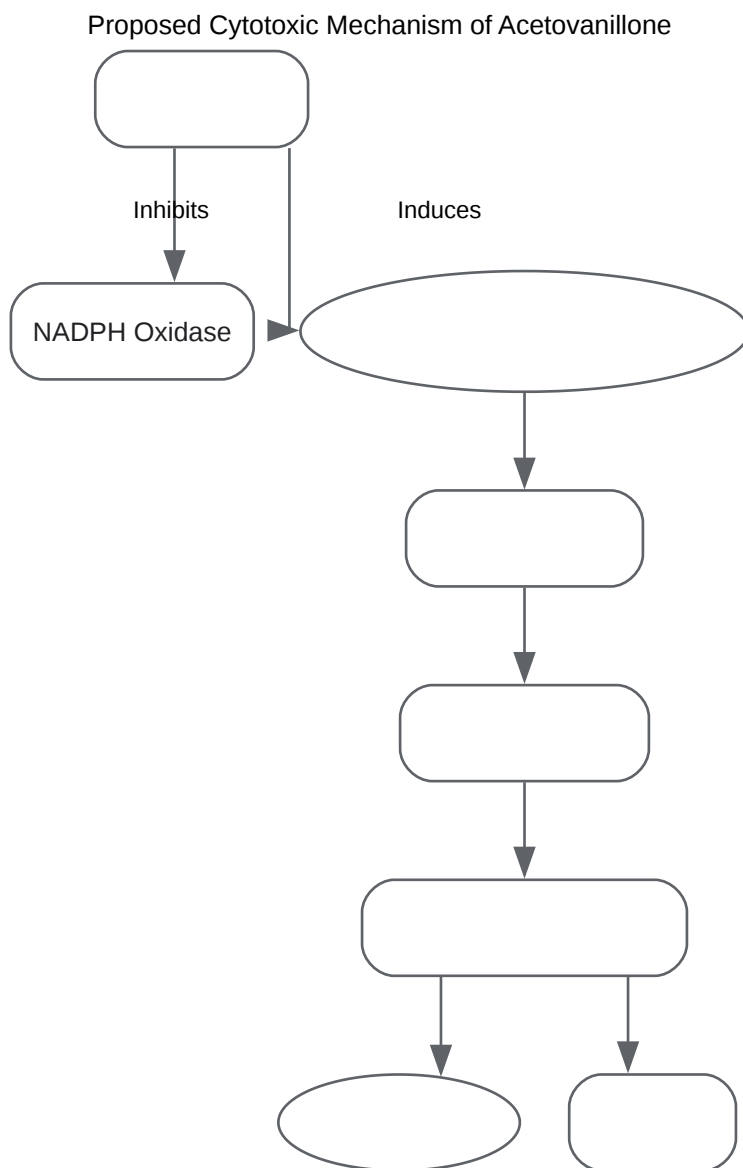 Proposed Cytotoxic Mechanism of Acetovanillone
Inhibits
Induces
NADPH Oxidase